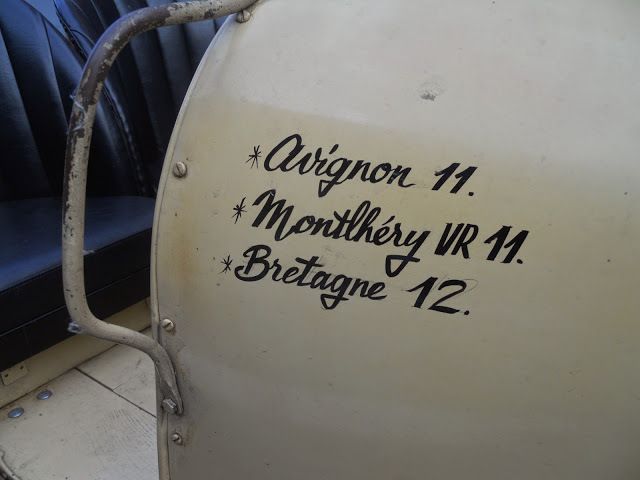 *Avignon 11.
*Montlhéry VR 11.
*Bretagne 12.